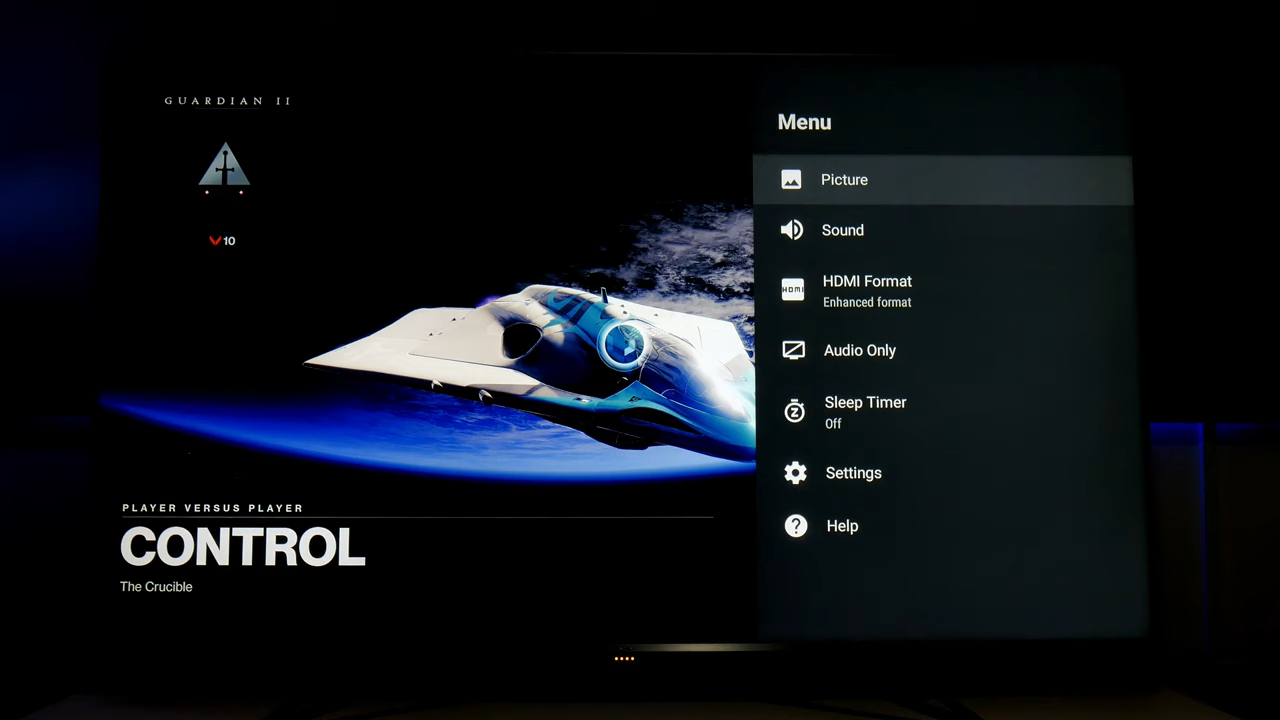 GUARDIAN II
10
PLAYER VERSUS PLAYER
CONTROL
The Crucible
Menu
Picture
Sound
HDMI
HDMI Format
Enhanced format
Audio Only
Z
Sleep Timer
Off
Settings
?
Help